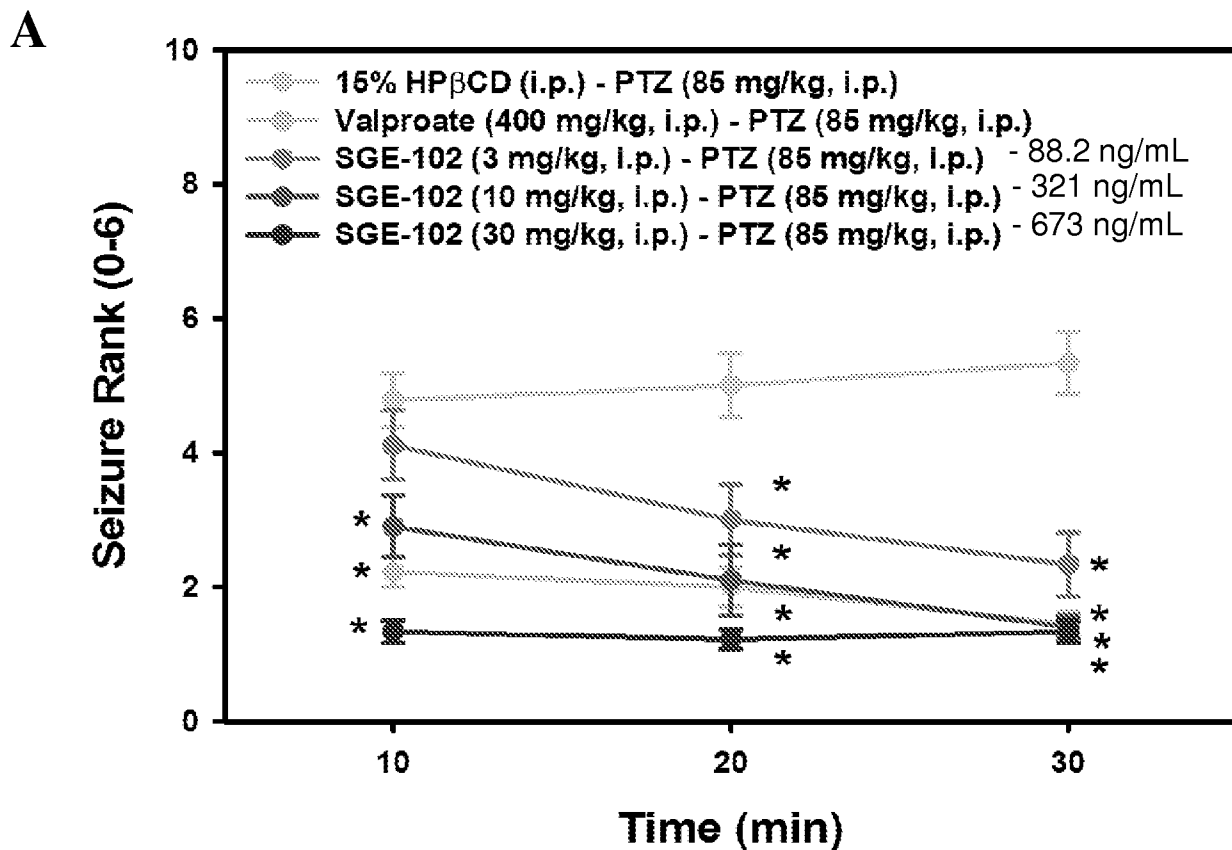 A
10
15% HPβCD (i.p.) - PTZ (85 mg/kg, i.p.)
Valproate (400 mg/kg, i.p.) - PTZ (85 mg/kg, i.p.)
SGE-102 (3 mg/kg, i.p.) - PTZ (85 mg/kg, i.p.) - 88.2 ng/mL
SGE-102 (10 mg/kg, i.p.) - PTZ (85 mg/kg, i.p.) - 321 ng/mL
SGE-102 (30 mg/kg, i.p.) - PTZ (85 mg/kg, i.p.) - 673 ng/mL
8
6
4
2
0
Seizure Rank (0-6)
* * *
* * * *
* * * *
10 20 30
Time (min)